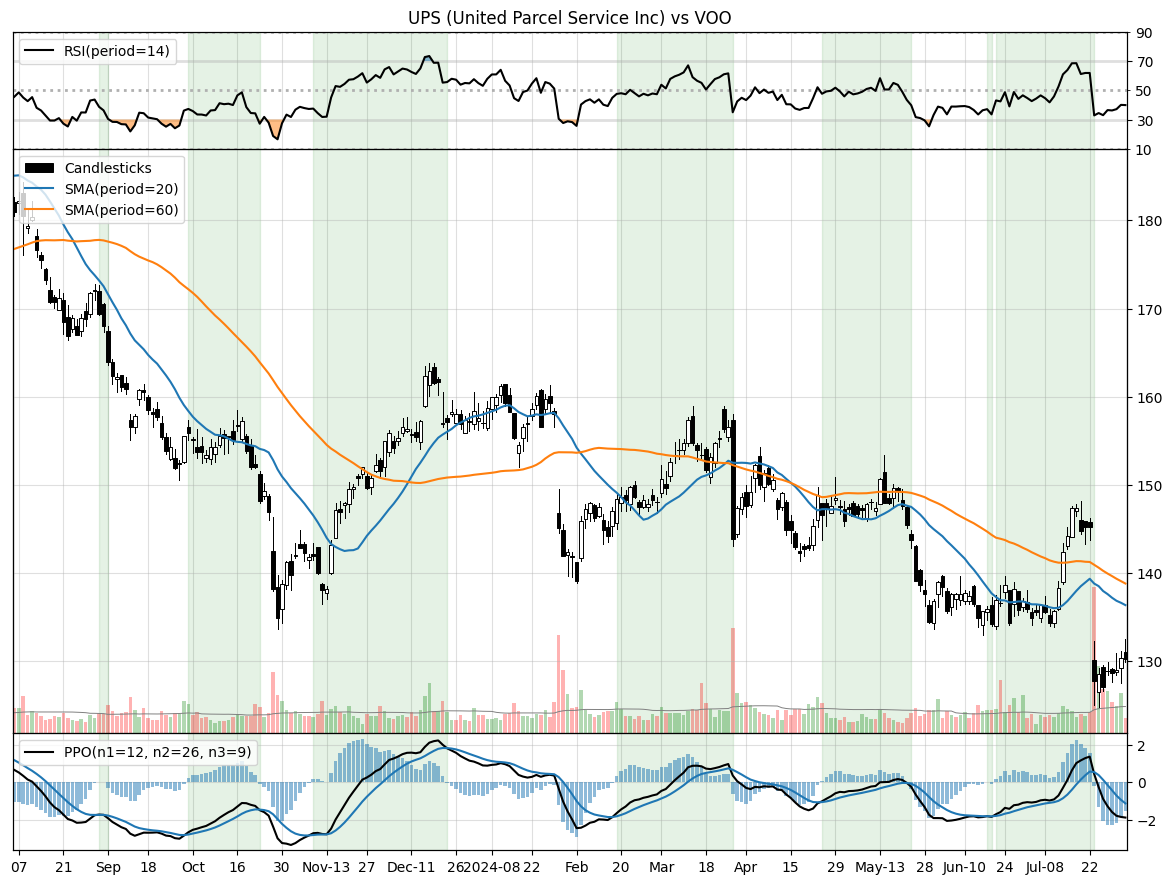 UPS (United Parcel Service Inc) vs VOO
RSI(period=14)
90
70
50
30
10
Candlesticks
SMA(period=20)
SMA(period=60)
180
170
160
150
140
130
PPO(n1=12, n2=26, n3=9)
2
0
−2
07 21 Sep 18 Oct 16 30 Nov-13 27 Dec-11 26 2024-08 22 Feb 20 Mar 18 Apr 15 29 May-13 28 Jun-10 24 Jul-08 22